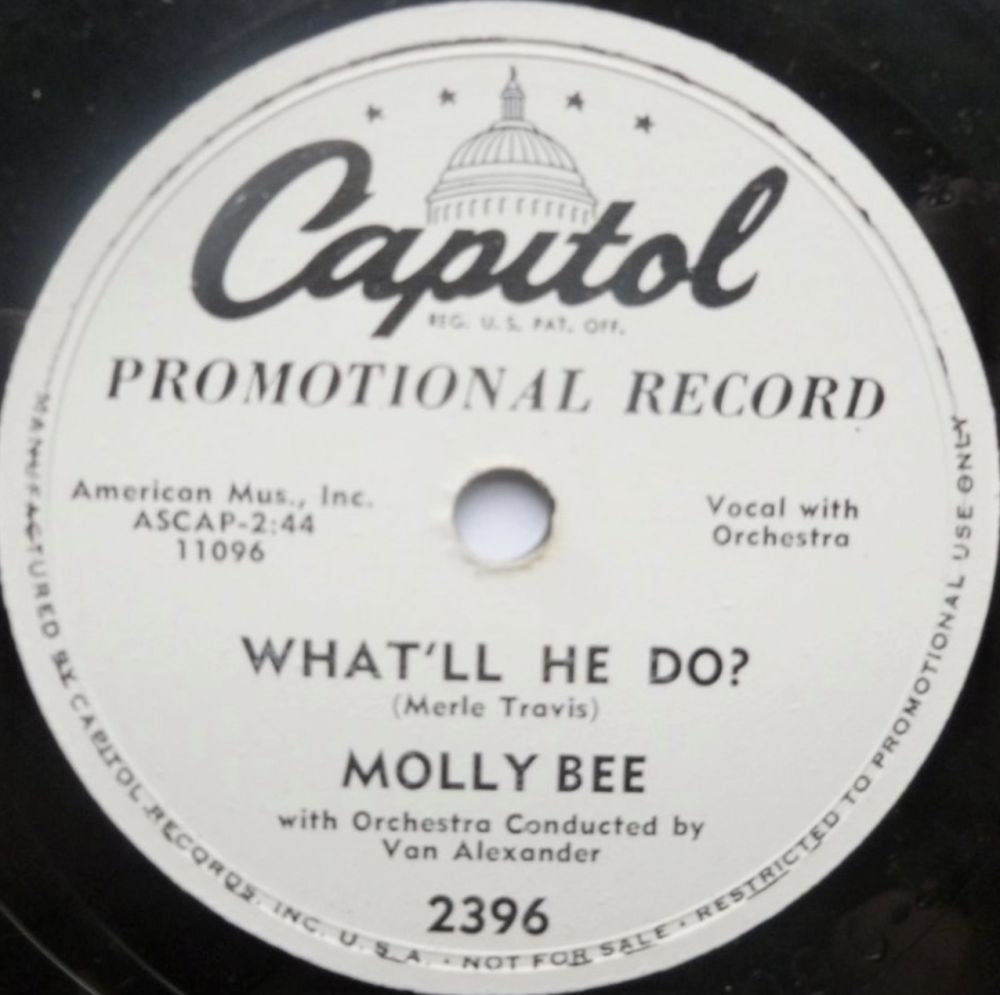 Capitol
REG. U.S. PAT. OFF.
PROMOTIONAL RECORD
American Mus., Inc.
ASCAP-2:44
11096
Vocal with
Orchestra
WHAT'LL HE DO?
(Merle Travis)
MOLLY BEE
with Orchestra Conducted by
Van Alexander
2396
MANUFACTURED BY CAPITOL RECORDS, INC. U.S.A. · NOT FOR SALE · RESTRICTED TO PROMOTIONAL USE ONLY